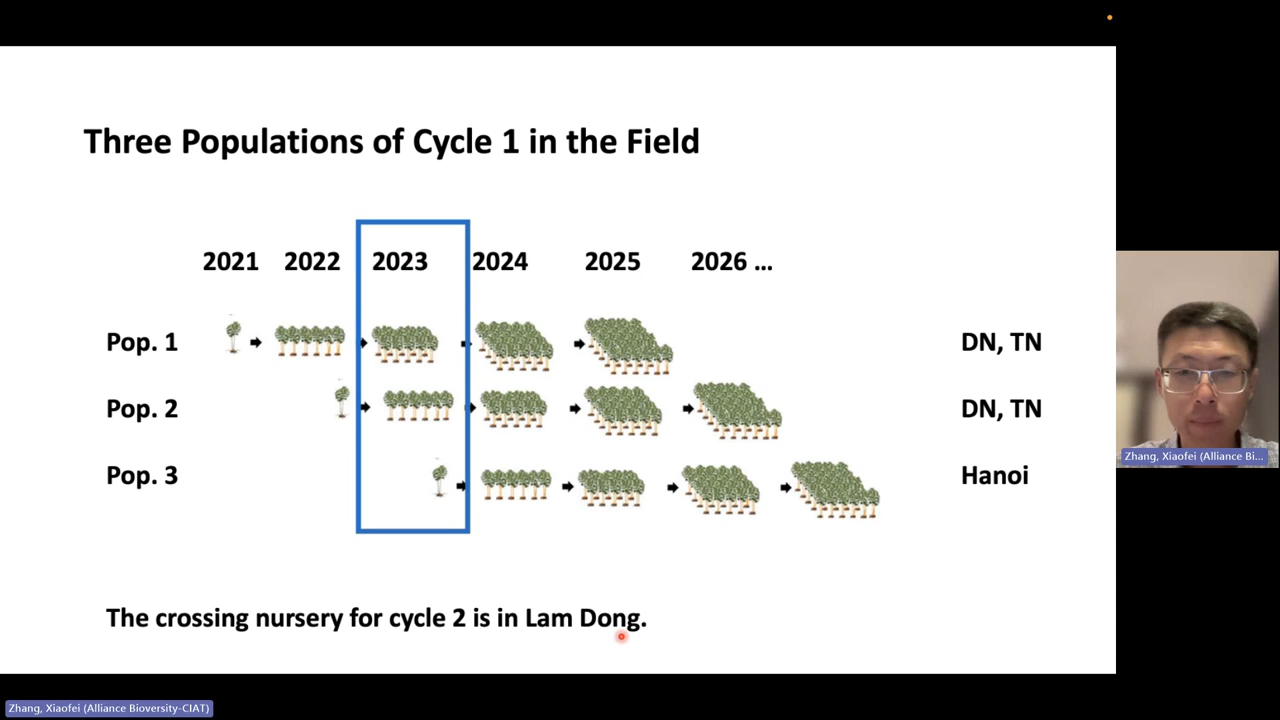 Three Populations of Cycle 1 in the Field
2021 2022 2023 2024 2025 2026 ...
Pop. 1 DN, TN
Pop. 2 DN, TN
Pop. 3 Hanoi
Zhang, Xiaofei (Alliance Bi...
The crossing nursery for cycle 2 is in Lam Dong.
Zhang, Xiaofei (Alliance Bioversity-CIAT)